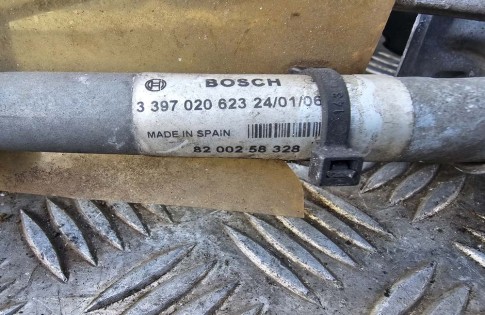 BOSCH
3 397 020 623 24/01/06
MADE IN SPAIN
82 002 58 328